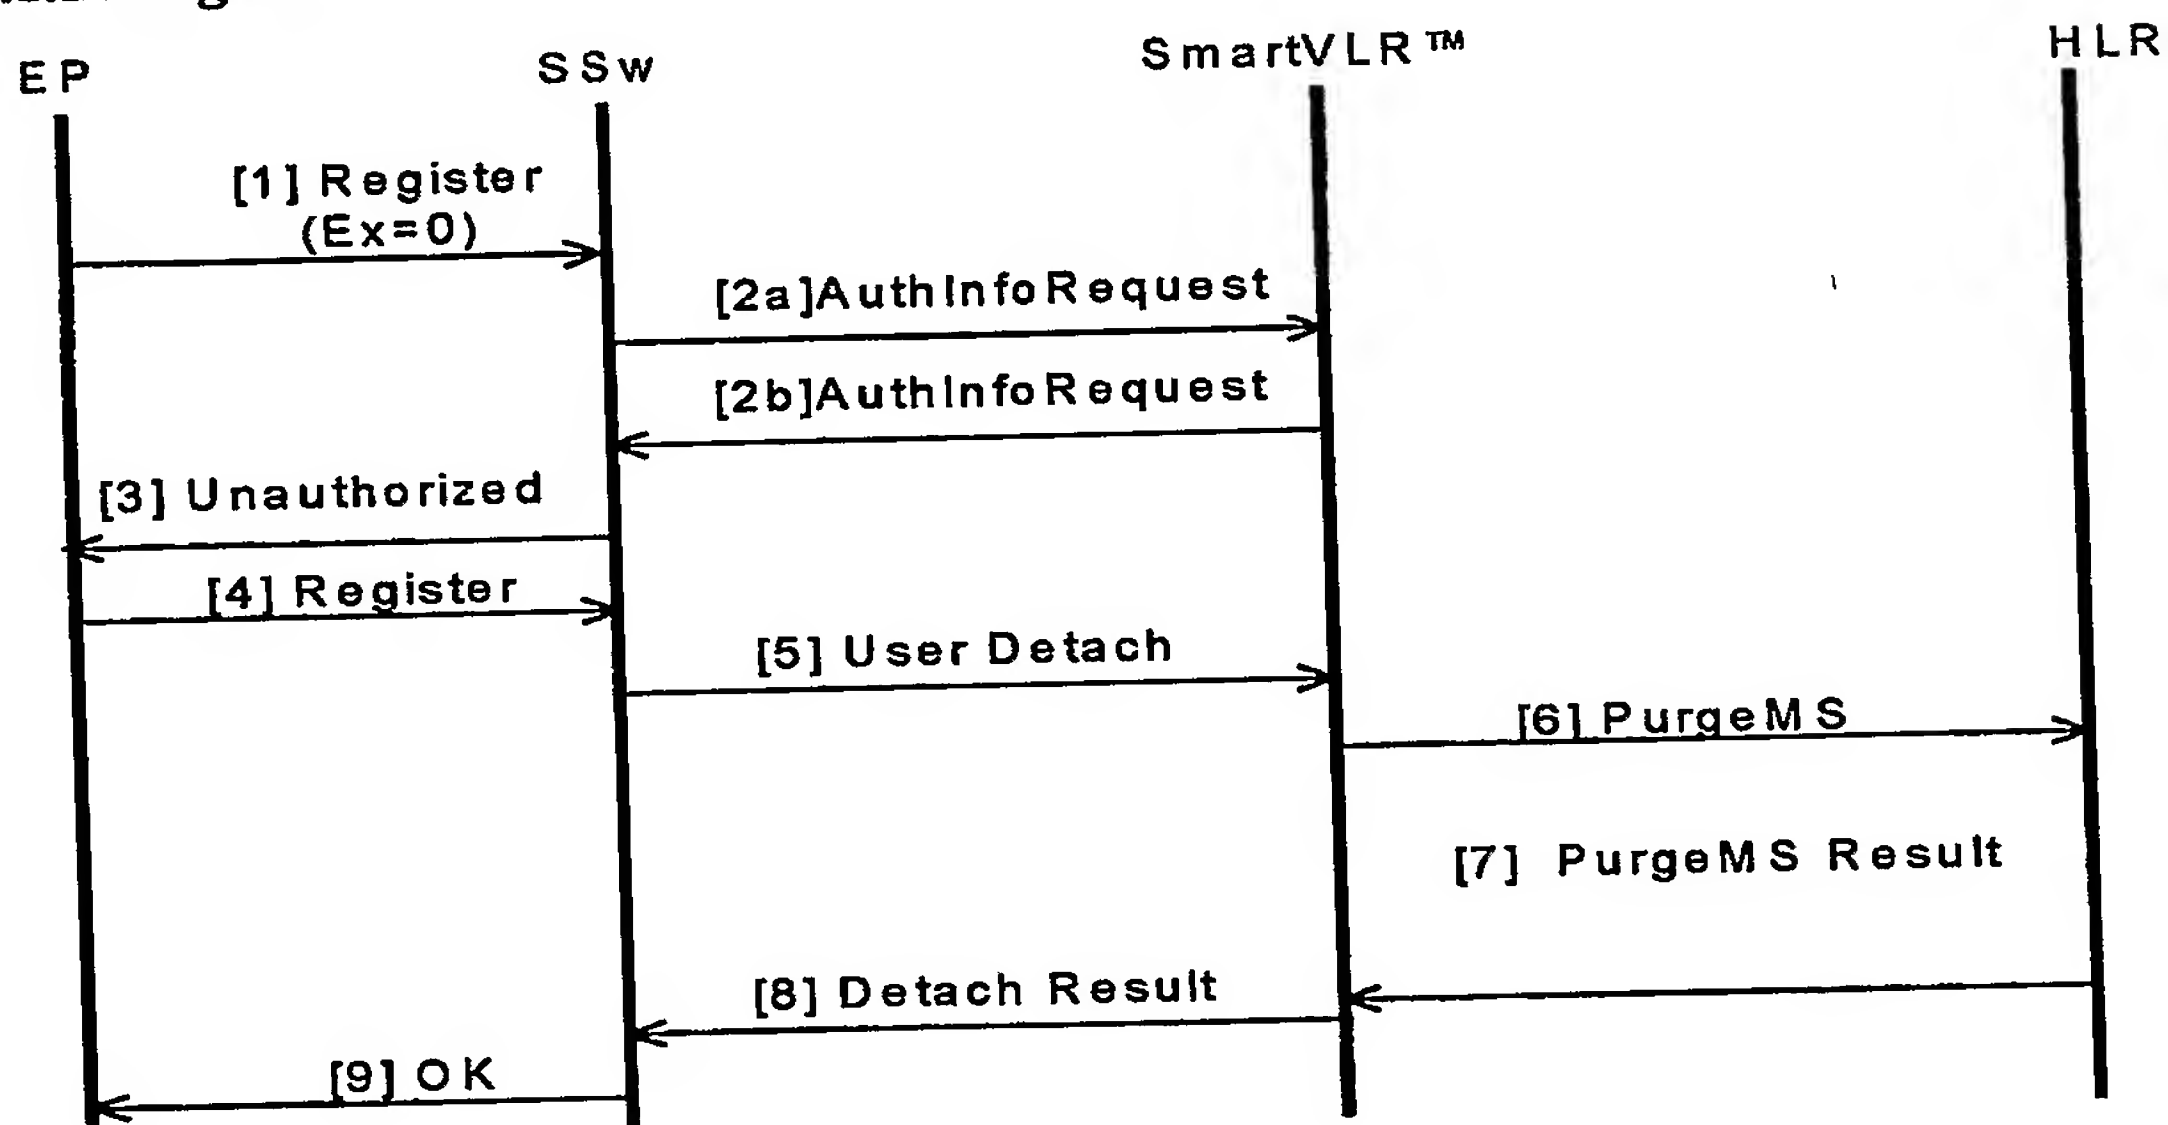 EP
SSw
SmartVLR™
HLR
[1] Register
(Ex=0)
[2a]AuthInfoRequest
[2b]AuthInfoRequest
[3] Unauthorized
[4] Register
[5] User Detach
[6] PurgeMS
[7] PurgeMS Result
[8] Detach Result
[9] OK